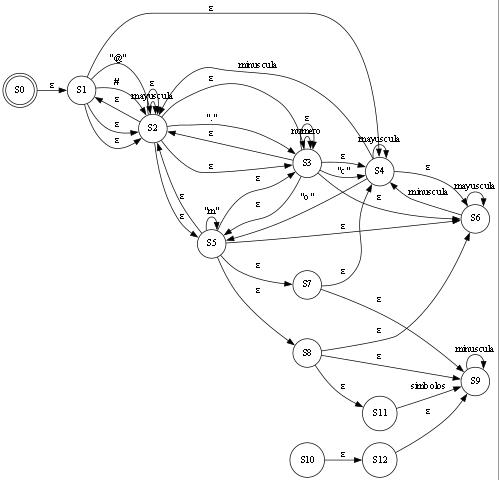 ε
ε
minuscula
"@"
#
ε
ε
mayuscula
ε
ε
ε
"."
ε
ε
ε
numero
ε
"c"
mayuscula
ε
minuscula
mayuscula
S0
S1
S2
S3
S4
S5
S6
ε
ε
"m"
ε
ε
"o"
ε
ε
ε
ε
S7
ε
ε
ε
S8
ε
ε
minuscula
S9
ε
simbolos
S11
ε
S10
ε
S12